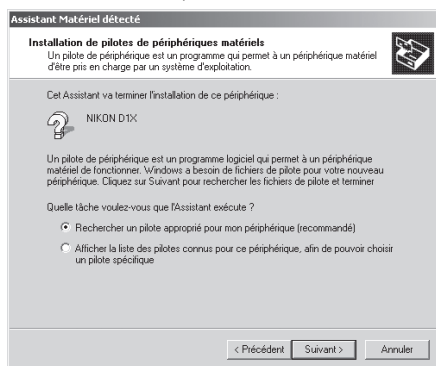 Assistant Matériel détecté
Installation de pilotes de périphériques matériels
Un pilote de périphérique est un programme qui permet à un périphérique matériel
d'être pris en charge par un système d'exploitation.
Cet Assistant va terminer l'installation de ce périphérique :
NIKON D1X
Un pilote de périphérique est un programme logiciel qui permet à un périphérique
matériel de fonctionner. Windows a besoin de fichiers de pilote pour votre nouveau
périphérique. Cliquez sur Suivant pour rechercher les fichiers de pilote et terminer
Quelle tâche voulez-vous que l'Assistant exécute ?
Rechercher un pilote approprié pour mon périphérique (recommandé)
Afficher la liste des pilotes connus pour ce périphérique, afin de pouvoir choisir
un pilote spécifique
< Précédent Suivant > Annuler